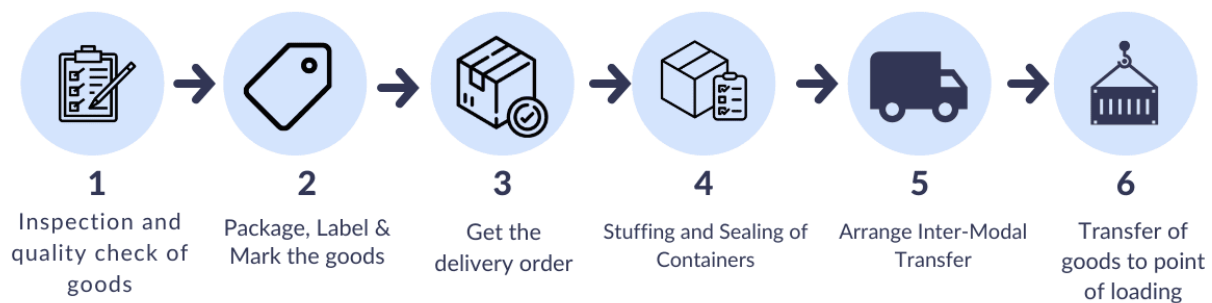 1
Inspection and
quality check of
goods
2
Package, Label &
Mark the goods
3
Get the
delivery order
4
Stuffing and Sealing of
Containers
5
Arrange Inter-Modal
Transfer
6
Transfer of
goods to point
of loading